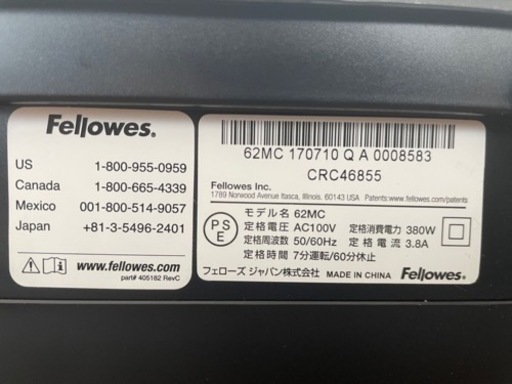 Fellowes.
US 1-800-955-0959
Canada 1-800-665-4339
Mexico 001-800-514-9057
Japan +81-3-5496-2401
www.fellowes.com
part# 405182 RevC
62MC 170710 Q A 0008583
CRC46855
Fellowes Inc.
1789 Norwood Avenue Itasca, Illinois. 60143 USA Patents:www.fellowes.com/patents
PS
E
モデル名 62MC
定格電圧 AC100V 定格消費電力 380W
定格周波数 50/60Hz 定格電流 3.8A
定格時間 7分運転/60分休止
フェローズ ジャパン株式会社 MADE IN CHINA Fellowes.